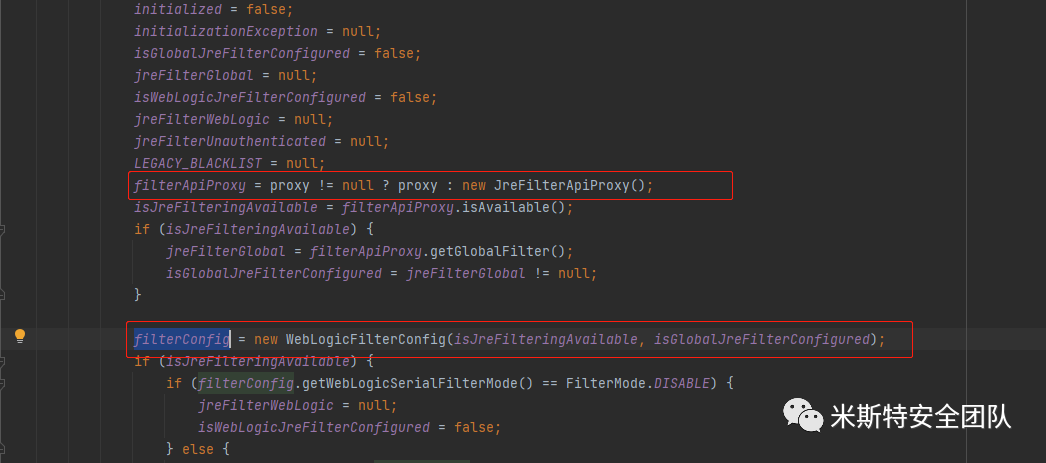 initialized = false;
initializationException = null;
isGlobalJreFilterConfigured = false;
jreFilterGlobal = null;
isWebLogicJreFilterConfigured = false;
jreFilterWebLogic = null;
jreFilterUnauthenticated = null;
LEGACY_BLACKLIST = null;
filterApiProxy = proxy != null ? proxy : new JreFilterApiProxy();
isJreFilteringAvailable = filterApiProxy.isAvailable();
if (isJreFilteringAvailable) {
jreFilterGlobal = filterApiProxy.getGlobalFilter();
isGlobalJreFilterConfigured = jreFilterGlobal != null;
}
filterConfig = new WebLogicFilterConfig(isJreFilteringAvailable, isGlobalJreFilterConfigured);
if (isJreFilteringAvailable) {
if (filterConfig.getWebLogicSerialFilterMode() == FilterMode.DISABLE) {
jreFilterWebLogic = null;
isWebLogicJreFilterConfigured = false;
} else {
米斯特安全团队